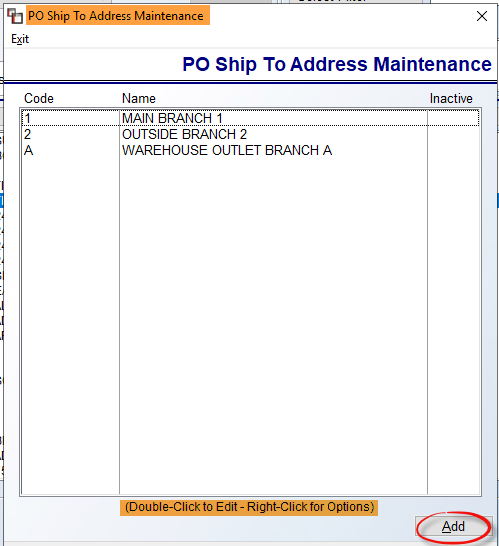 PO Ship To Address Maintenance
Exit
PO Ship To Address Maintenance
Code Name Inactive
1 MAIN BRANCH 1
2 OUTSIDE BRANCH 2
A WAREHOUSE OUTLET BRANCH A
(Double-Click to Edit - Right-Click for Options)
Add